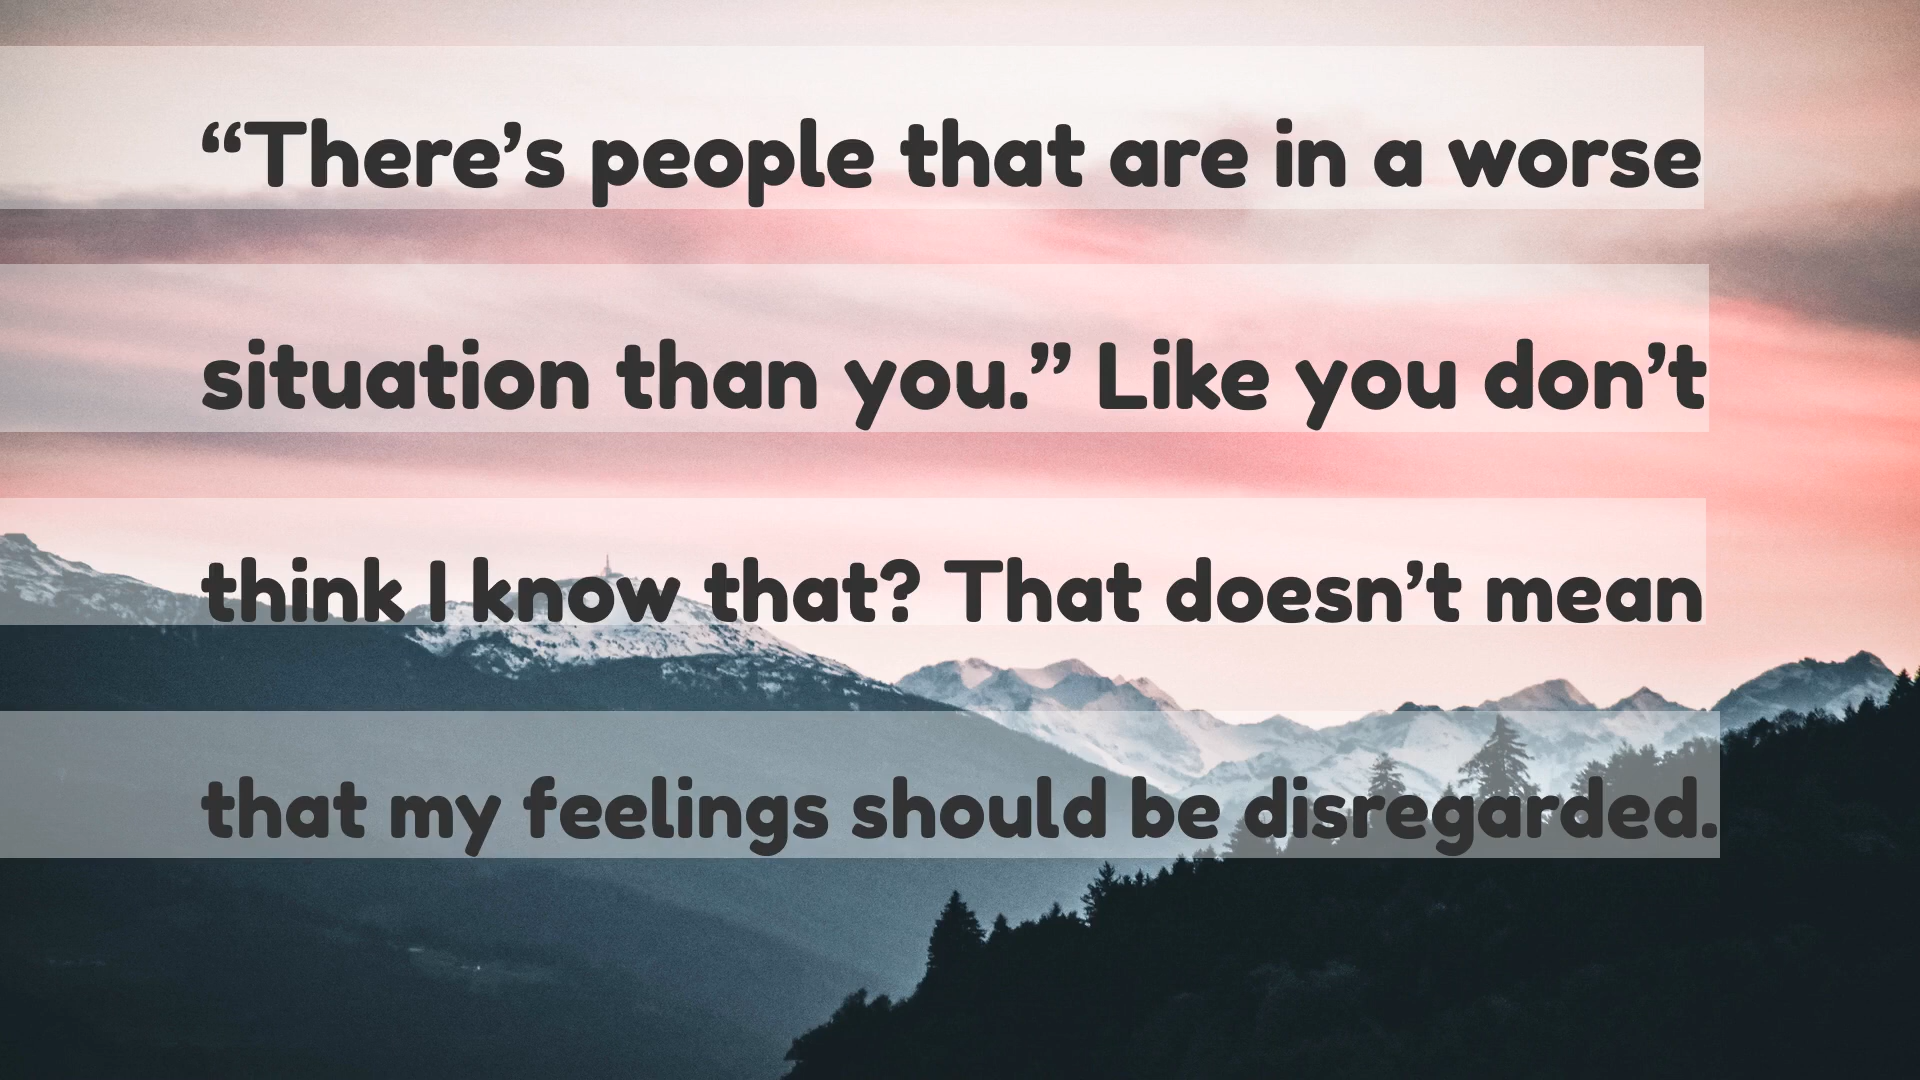 “There’s people that are in a worse
situation than you.” Like you don’t
think I know that? That doesn’t mean
that my feelings should be disregarded.